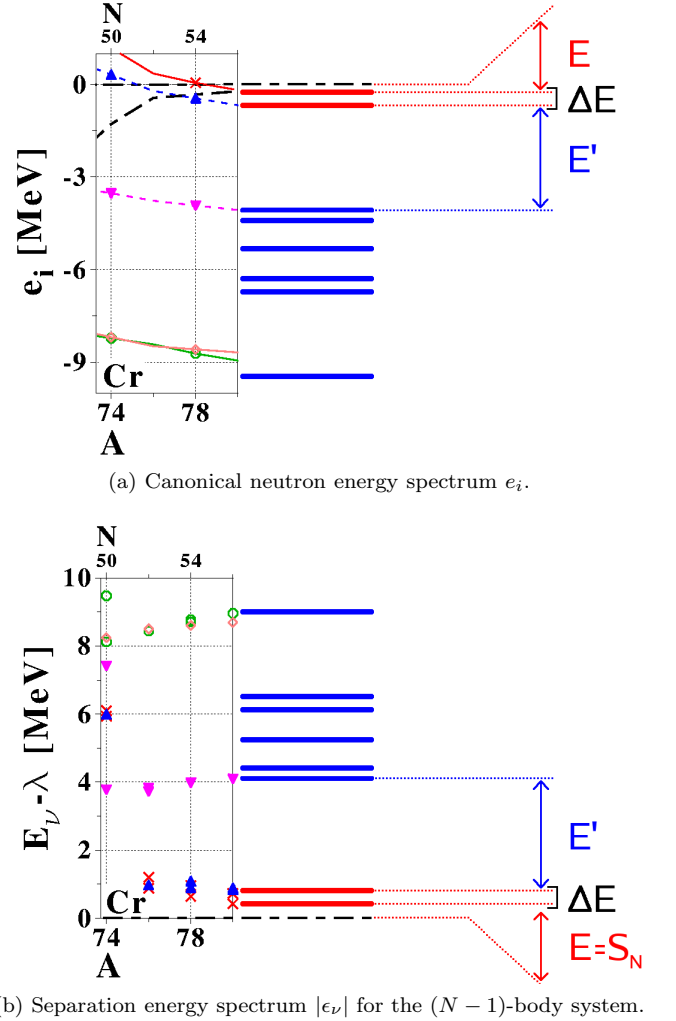 N
50 54
0
-3
-6
-9
e_i [MeV]
Cr
74 78
A
E
ΔE
E'
(a) Canonical neutron energy spectrum e_i.
N
50 54
10
8
6
4
2
0
E_ν-λ [MeV]
Cr
74 78
A
E'
ΔE
E=S_N
(b) Separation energy spectrum |ϵ_ν| for the (N − 1)-body system.